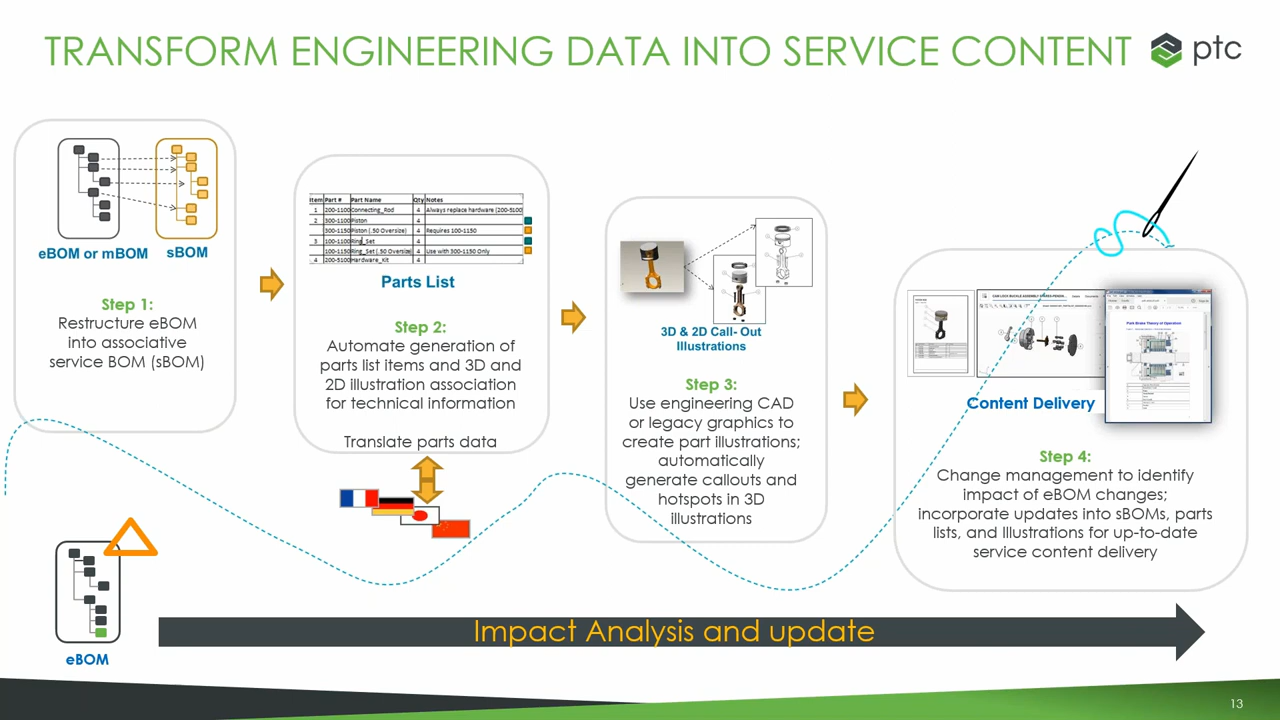 TRANSFORM ENGINEERING DATA INTO SERVICE CONTENT
ptc
eBOM or mBOM
sBOM
Step 1:
Restructure eBOM
into associative
service BOM (sBOM)
Item Part # Part Name Qty Notes
1 200-1100 Connecting_Rod 4 Always replace hardware (200-5100
2 300-1100 Piston 4
300-1150 Piston (.50 Oversize) 4 Requires 100-1150
3 100-1100 Ring_Set 4
100-1150 Ring_Set (.50 Oversize) 4 Use with 300-1150 Only
4 200-5100 Hardware_Kit 4
Parts List
Step 2:
Automate generation of
parts list items and 3D and
2D illustration association
for technical information
Translate parts data
3D & 2D Call- Out
Illustrations
Step 3:
Use engineering CAD
or legacy graphics to
create part illustrations;
automatically
generate callouts and
hotspots in 3D
illustrations
Park Brake Theory of Operation
Content Delivery
Step 4:
Change management to identify
impact of eBOM changes;
incorporate updates into sBOMs, parts
lists, and Illustrations for up-to-date
service content delivery
eBOM
Impact Analysis and update
13